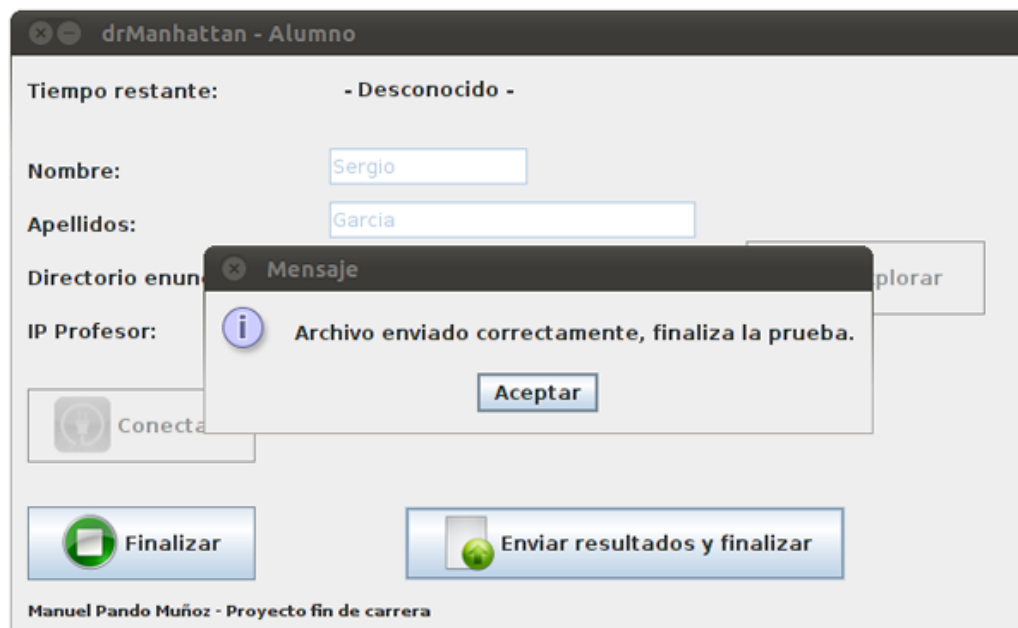 drManhattan - Alumno
Tiempo restante: - Desconocido -
Nombre: Sergio
Apellidos: Garcia
Directorio
Mensaje
IP Profesor:
Archivo enviado correctamente, finaliza la prueba.
Aceptar
Finalizar
Enviar resultados y finalizar
Manuel Pando Muñoz - Proyecto fin de carrera